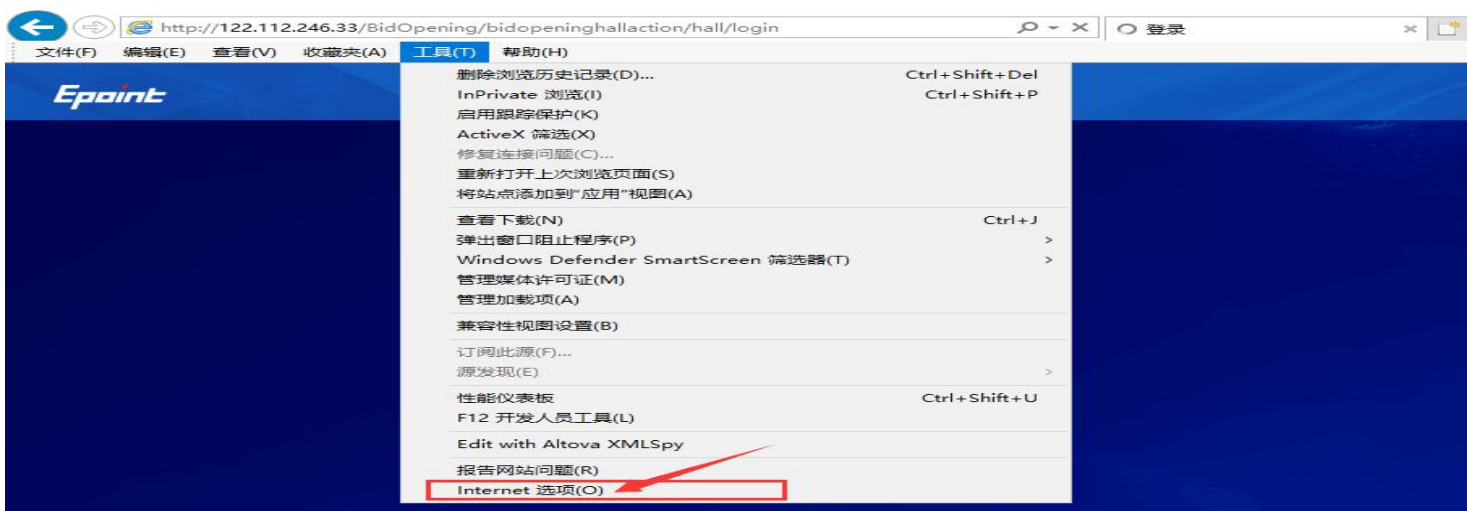 http://122.112.246.33/BidOpening/bidopeninghallaction/hall/login 登录
文件(F) 编辑(E) 查看(V) 收藏夹(A) 工具(T) 帮助(H)
Epoint
删除浏览历史记录(D)... Ctrl+Shift+Del
InPrivate 浏览(I) Ctrl+Shift+P
启用跟踪保护(K)
ActiveX 筛选(X)
修复连接问题(C)...
重新打开上次浏览页面(S)
将站点添加到"应用"视图(A)
查看下载(N) Ctrl+J
弹出窗口阻止程序(P) >
Windows Defender SmartScreen 筛选器(T) >
管理媒体许可证(M)
管理加载项(A)
兼容性视图设置(B)
订阅此源(F)...
源发现(E) >
性能仪表板 Ctrl+Shift+U
F12 开发人员工具(L)
Edit with Altova XMLSpy
报告网站问题(R)
Internet 选项(O)